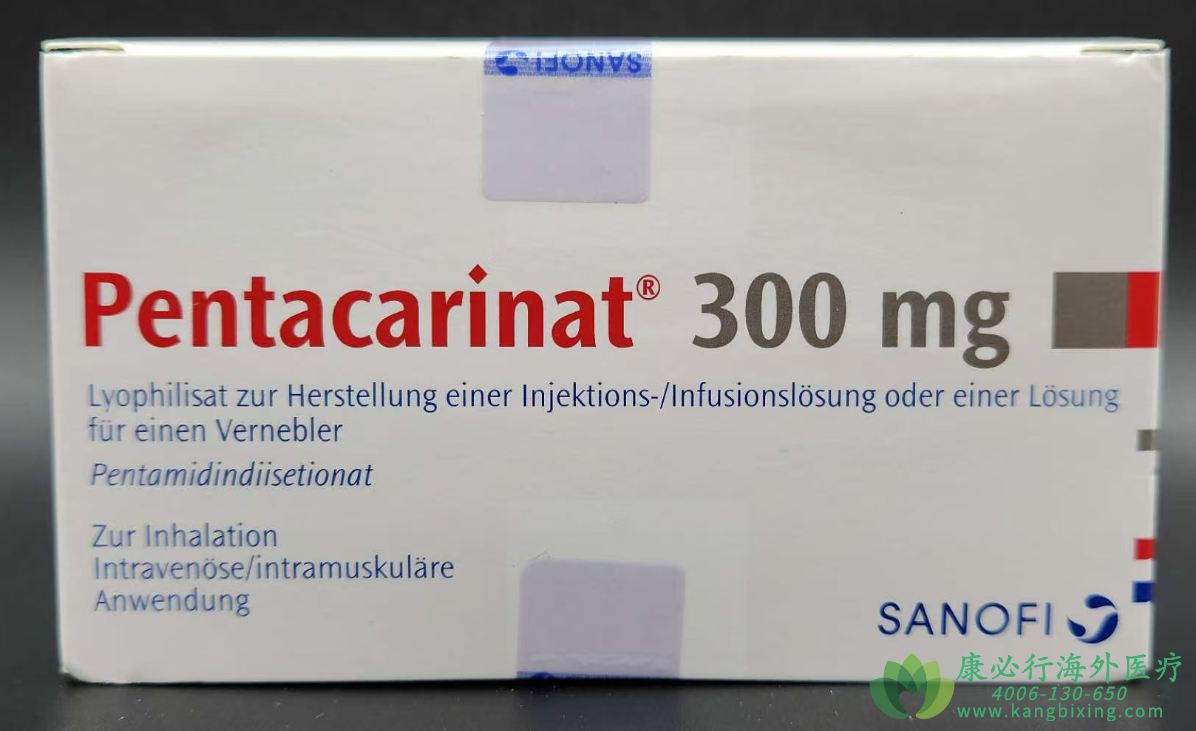 SANOFI
Pentacarinat® 300 mg
Lyophilisat zur Herstellung einer Injektions-/Infusionslösung oder einer Lösung
für einen Vernebler
Pentamidindiisetionat
Zur Inhalation
Intravenöse/intramuskuläre
Anwendung
SANOFI
康必行海外医疗
4006-130-650
www.kangbixing.com